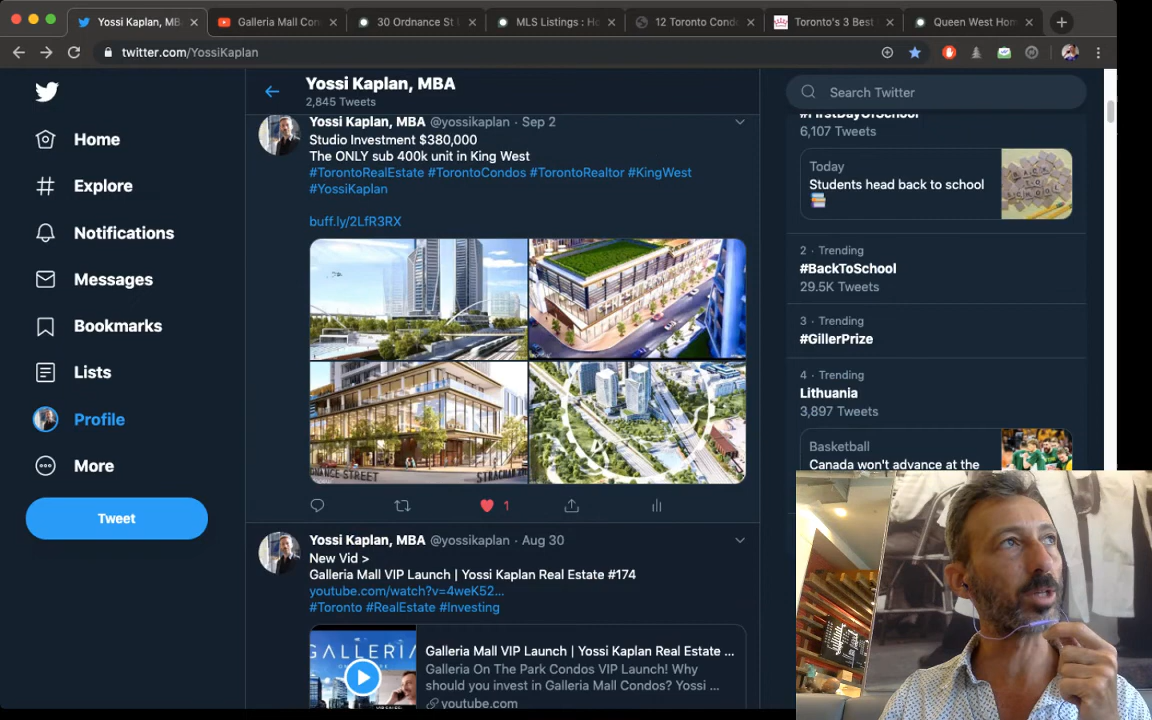 Yossi Kaplan, MB
Galleria Mall Con
30 Ordnance St
MLS Listings : Ho
12 Toronto Cond
Toronto's 3 Best
Queen West Hom
twitter.com/YossiKaplan
Home
Explore
Notifications
Messages
Bookmarks
Lists
Profile
More
Tweet
Yossi Kaplan, MBA
2,845 Tweets
Yossi Kaplan, MBA @yossikaplan · Sep 2
Studio Investment $380,000
The ONLY sub 400k unit in King West
#TorontoRealEstate #TorontoCondos #TorontoRealtor #KingWest
#YossiKaplan
buff.ly/2LfR3RX
1
Yossi Kaplan, MBA @yossikaplan · Aug 30
New Vid >
Galleria Mall VIP Launch | Yossi Kaplan Real Estate #174
youtube.com/watch?v=4weK52...
#Toronto #RealEstate #Investing
GALLERIA
Galleria Mall VIP Launch | Yossi Kaplan Real Estate ...
Galleria On The Park Condos VIP Launch! Why
should you invest in Galleria Mall Condos? Yossi ...
youtube.com
Search Twitter
#FirstDayOfSchool
6,107 Tweets
Today
Students head back to school
2 · Trending
#BackToSchool
29.5K Tweets
3 · Trending
#GillerPrize
4 · Trending
Lithuania
3,897 Tweets
Basketball
Canada won't advance at the